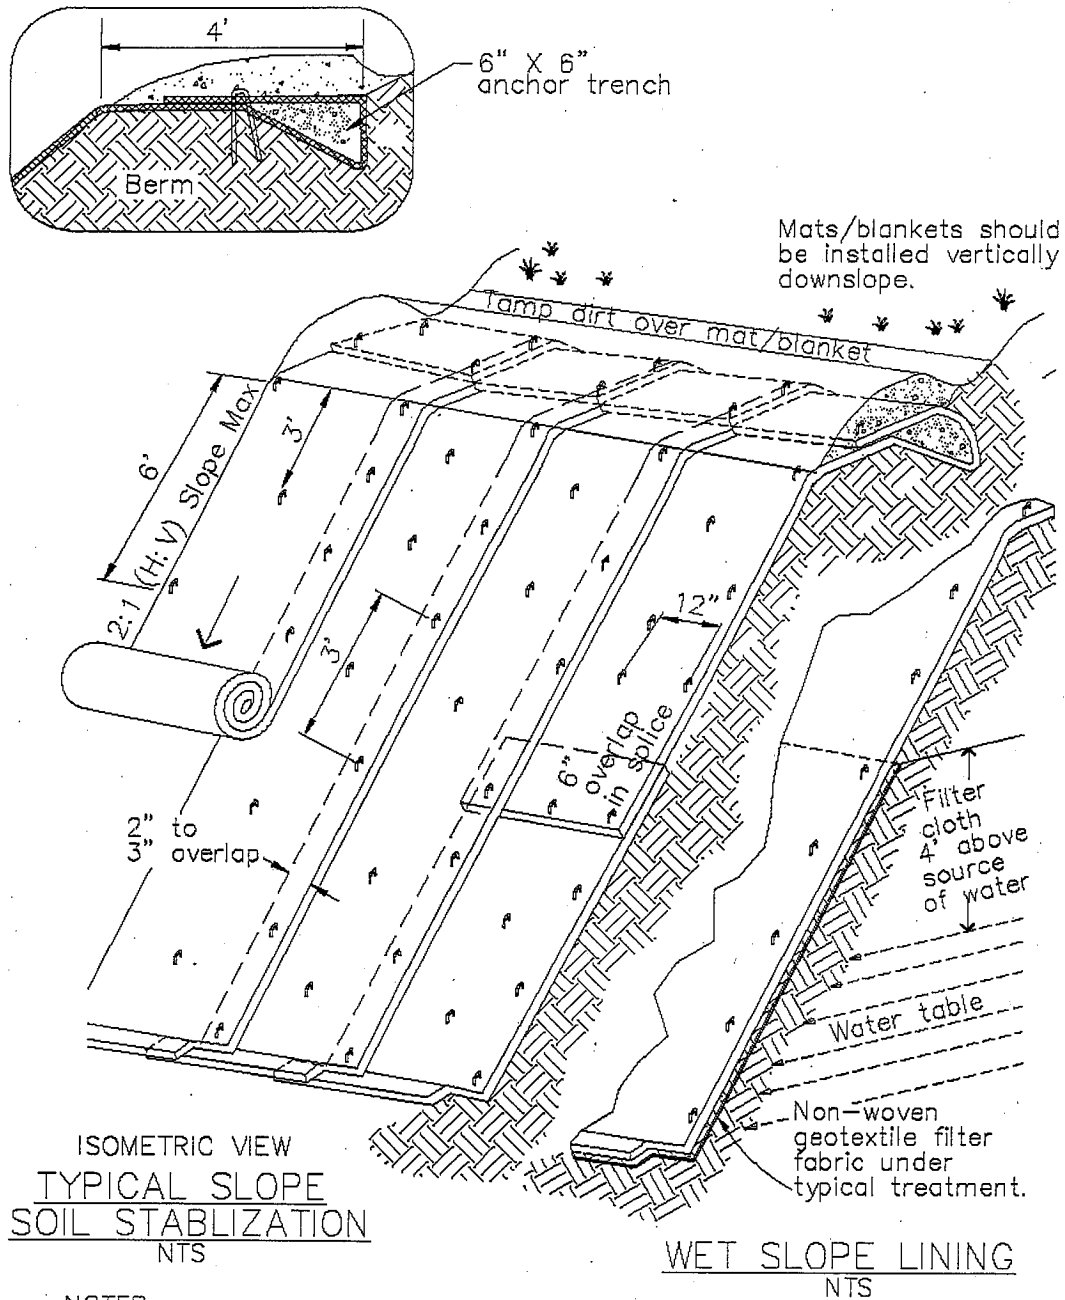 4'
6" X 6"
anchor trench
Berm
Mats/blankets should
be installed vertically
downslope.
Tamp dirt over mat/blanket
6'
3'
2:1 (H:V) Slope Max
12"
3'
6"
overlap
in splice
2" to
3" overlap
Filter
cloth
4' above
source
of water
Water table
Non-woven
geotextile filter
fabric under
typical treatment.
ISOMETRIC VIEW
TYPICAL SLOPE
SOIL STABLIZATION
NTS
WET SLOPE LINING
NTS
NOTES